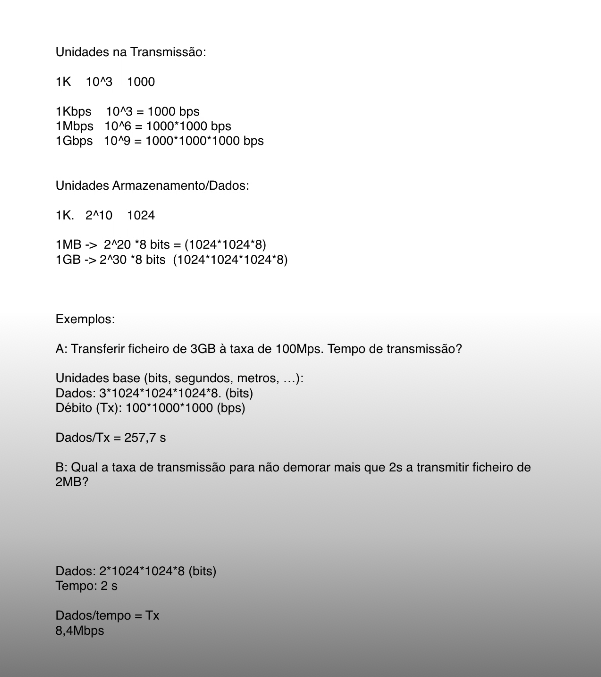 Unidades na Transmissão:
1K 10^3 1000
1Kbps 10^3 = 1000 bps
1Mbps 10^6 = 1000*1000 bps
1Gbps 10^9 = 1000*1000*1000 bps
Unidades Armazenamento/Dados:
1K. 2^10 1024
1MB -> 2^20 *8 bits = (1024*1024*8)
1GB -> 2^30 *8 bits (1024*1024*1024*8)
Exemplos:
A: Transferir ficheiro de 3GB à taxa de 100Mps. Tempo de transmissão?
Unidades base (bits, segundos, metros, …):
Dados: 3*1024*1024*1024*8. (bits)
Débito (Tx): 100*1000*1000 (bps)
Dados/Tx = 257,7 s
B: Qual a taxa de transmissão para não demorar mais que 2s a transmitir ficheiro de
2MB?
Dados: 2*1024*1024*8 (bits)
Tempo: 2 s
Dados/tempo = Tx
8,4Mbps